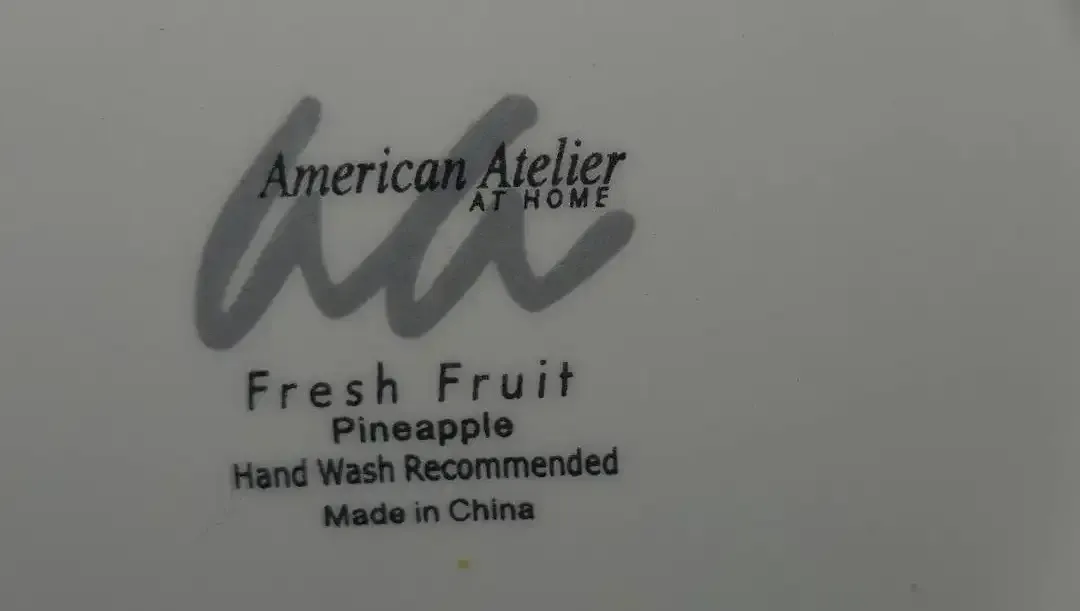 American Atelier
AT HOME
Fresh Fruit
Pineapple
Hand Wash Recommended
Made in China